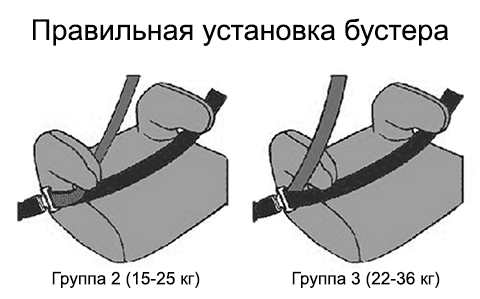 Правильная установка бустера
Группа 2 (15-25 кг)
Группа 3 (22-36 кг)